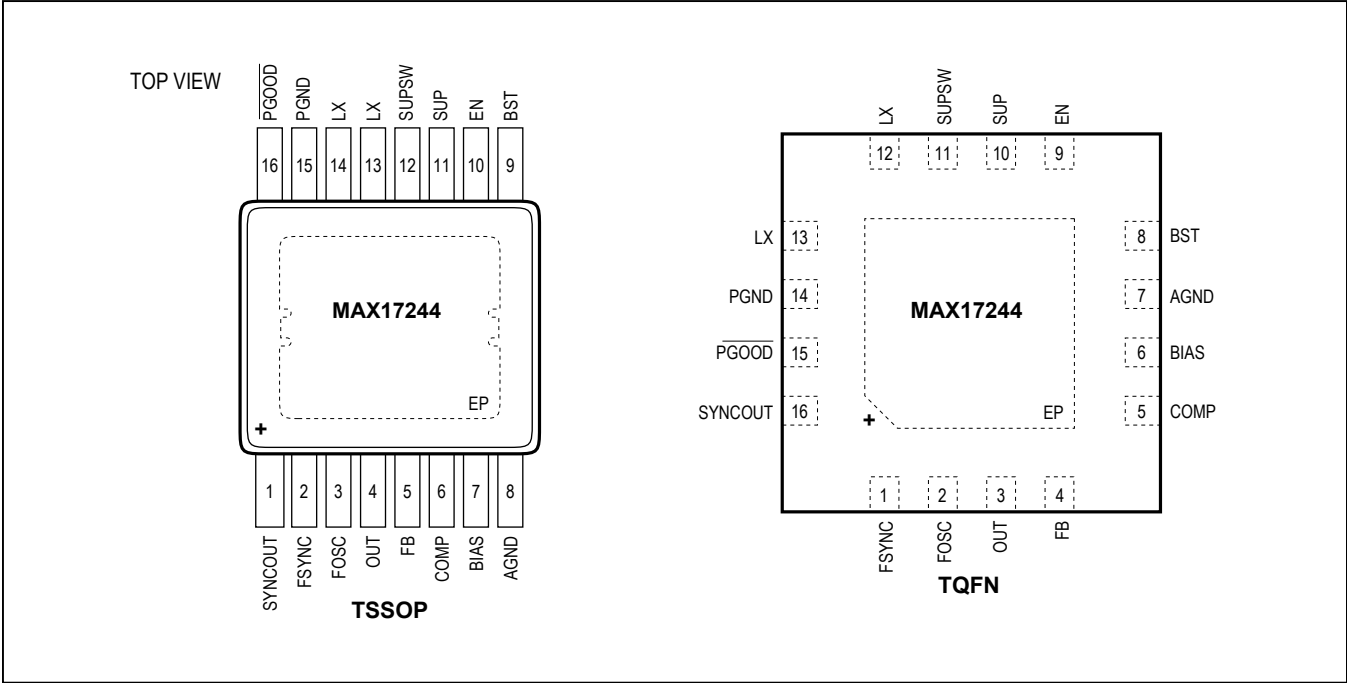 TOP VIEW
PGOOD
PGND
LX
LX
SUPSW
SUP
EN
BST
16
15
14
13
12
11
10
9
MAX17244
EP
+
1
2
3
4
5
6
7
8
SYNCOUT
FSYNC
FOSC
OUT
FB
COMP
BIAS
AGND
TSSOP
LX
SUPSW
SUP
EN
12
11
10
9
LX 13
8 BST
PGND 14
7 AGND
MAX17244
PGOOD 15
6 BIAS
SYNCOUT 16
5 COMP
+
EP
1
2
3
4
FSYNC
FOSC
OUT
FB
TQFN